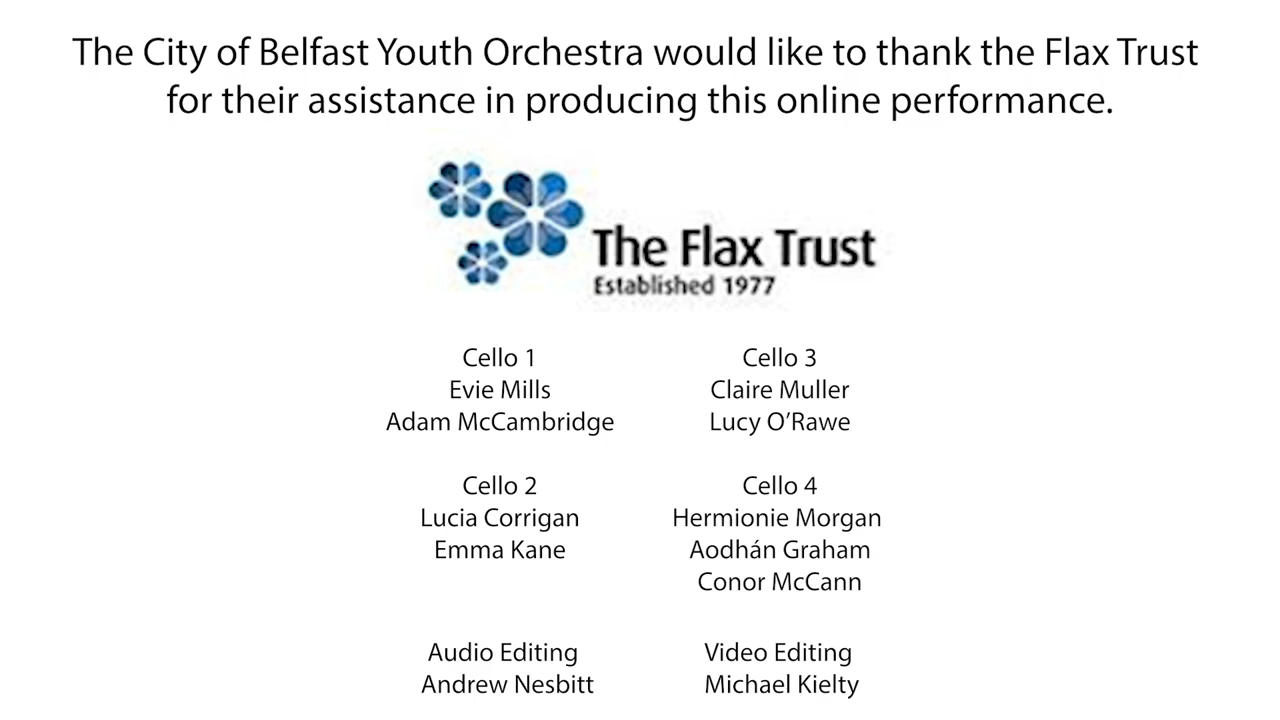 The City of Belfast Youth Orchestra would like to thank the Flax Trust
for their assistance in producing this online performance.
The Flax Trust
Established 1977
Cello 1
Evie Mills
Adam McCambridge
Cello 3
Claire Muller
Lucy O’Rawe
Cello 2
Lucia Corrigan
Emma Kane
Cello 4
Hermionie Morgan
Aodhán Graham
Conor McCann
Audio Editing
Andrew Nesbitt
Video Editing
Michael Kielty